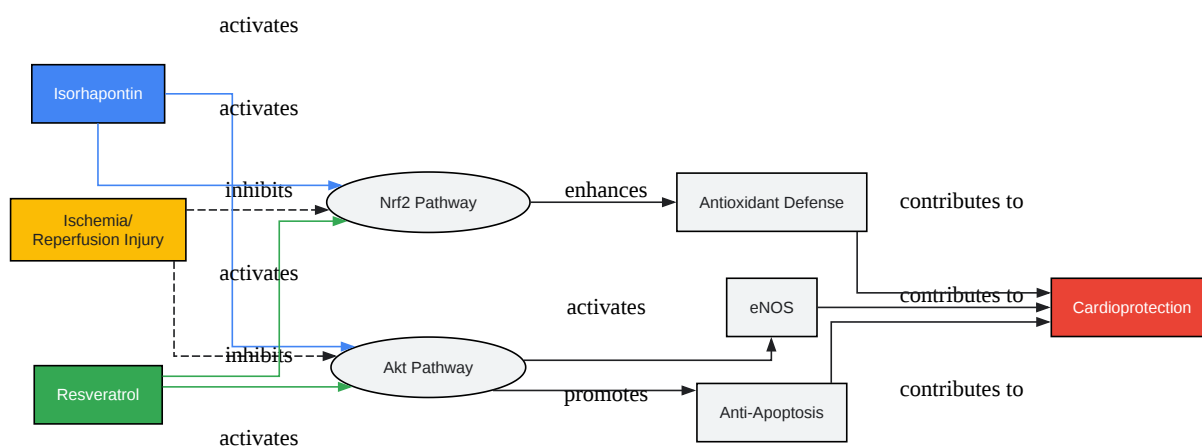 activates
Isorhapontin
activates
inhibits
Nrf2 Pathway
enhances
Antioxidant Defense
contributes to
Ischemia/
Reperfusion Injury
activates
activates
eNOS
contributes to
Cardioprotection
inhibits
Akt Pathway
Resveratrol
promotes
Anti-Apoptosis
contributes to
activates